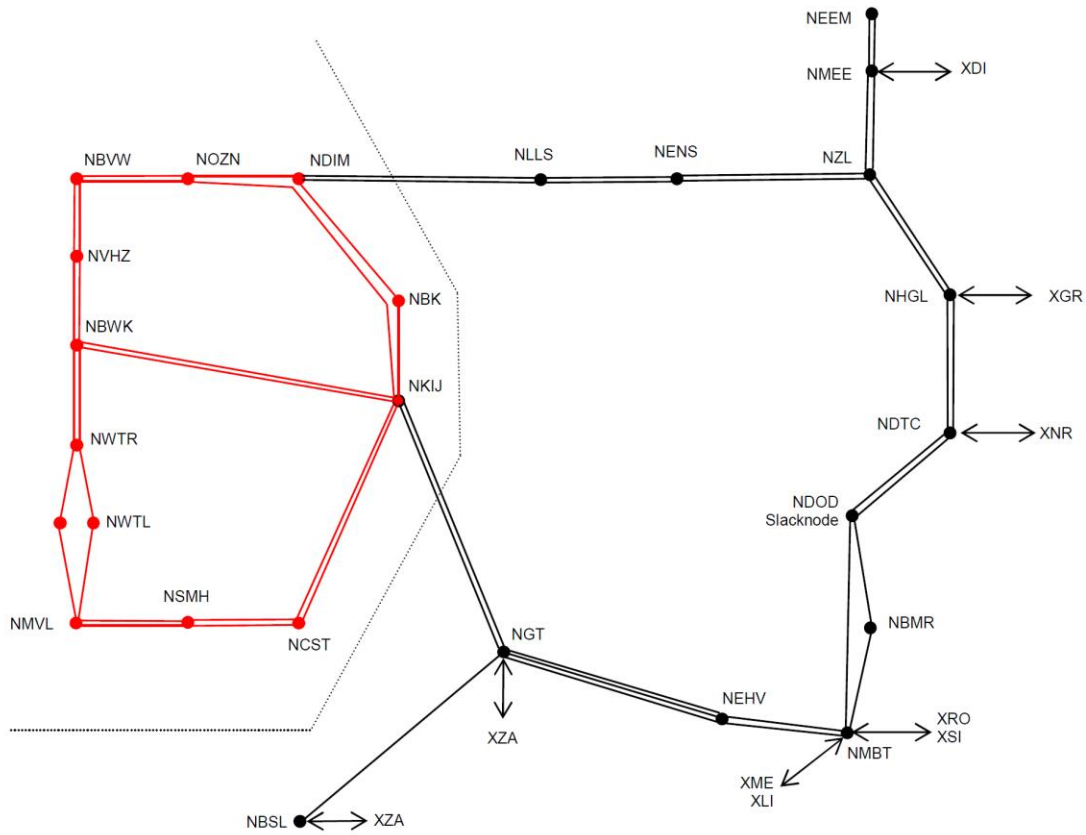 NEEM
NMEE
XDI
NBVW
NOZN
NDIM
NLLS
NENS
NZL
NVHZ
NBK
NHGL
XGR
NBWK
NKIJ
NWTR
NDTC
XNR
NDOD
Slacknode
NWTL
NSMH
NMVL
NCST
NGT
NBMR
NEHV
XRO
XSI
NMBT
XZA
XME
XLI
NBSL
XZA